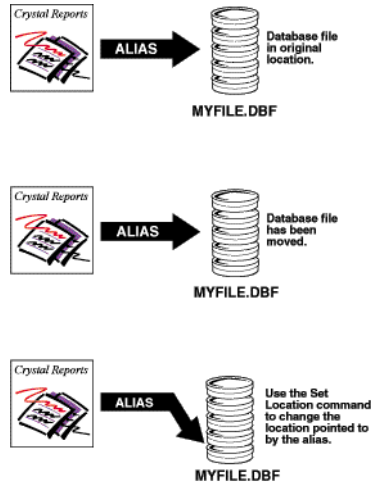 Crystal Reports
ALIAS
Database file
in original
location.
MYFILE.DBF
Crystal Reports
ALIAS
Database file
has been
moved.
MYFILE.DBF
Crystal Reports
ALIAS
Use the Set
Location command
to change the
location pointed to
by the alias.
MYFILE.DBF